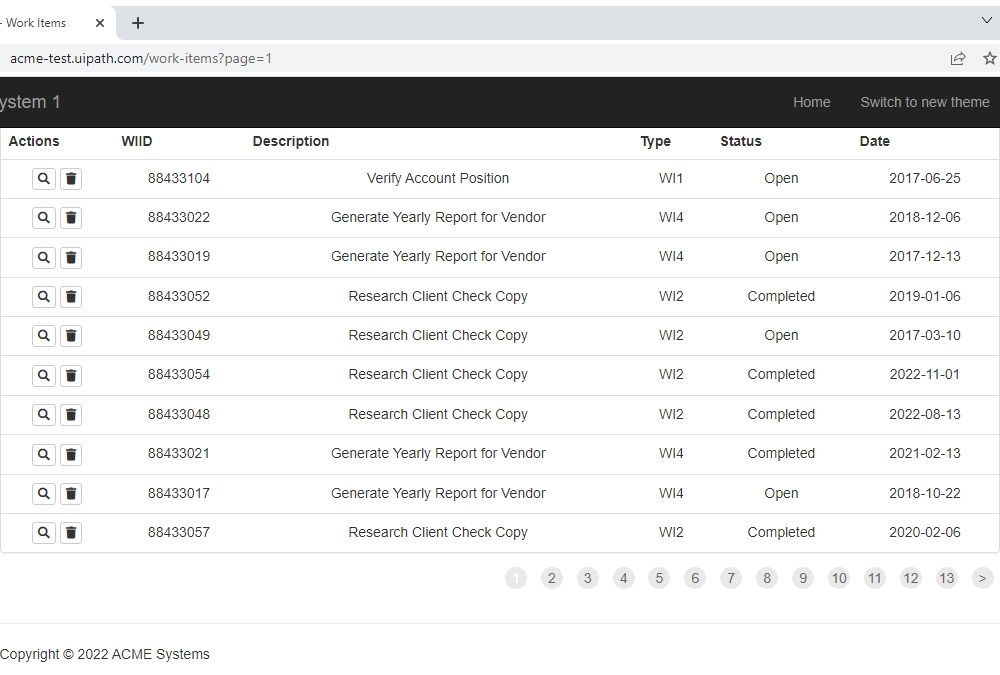 - Work Items
acme-test.uipath.com/work-items?page=1
ystem 1 Home Switch to new theme
Actions WIID Description Type Status Date
88433104 Verify Account Position WI1 Open 2017-06-25
88433022 Generate Yearly Report for Vendor WI4 Open 2018-12-06
88433019 Generate Yearly Report for Vendor WI4 Open 2017-12-13
88433052 Research Client Check Copy WI2 Completed 2019-01-06
88433049 Research Client Check Copy WI2 Open 2017-03-10
88433054 Research Client Check Copy WI2 Completed 2022-11-01
88433048 Research Client Check Copy WI2 Completed 2022-08-13
88433021 Generate Yearly Report for Vendor WI4 Completed 2021-02-13
88433017 Generate Yearly Report for Vendor WI4 Open 2018-10-22
88433057 Research Client Check Copy WI2 Completed 2020-02-06
1 2 3 4 5 6 7 8 9 10 11 12 13 >
Copyright © 2022 ACME Systems